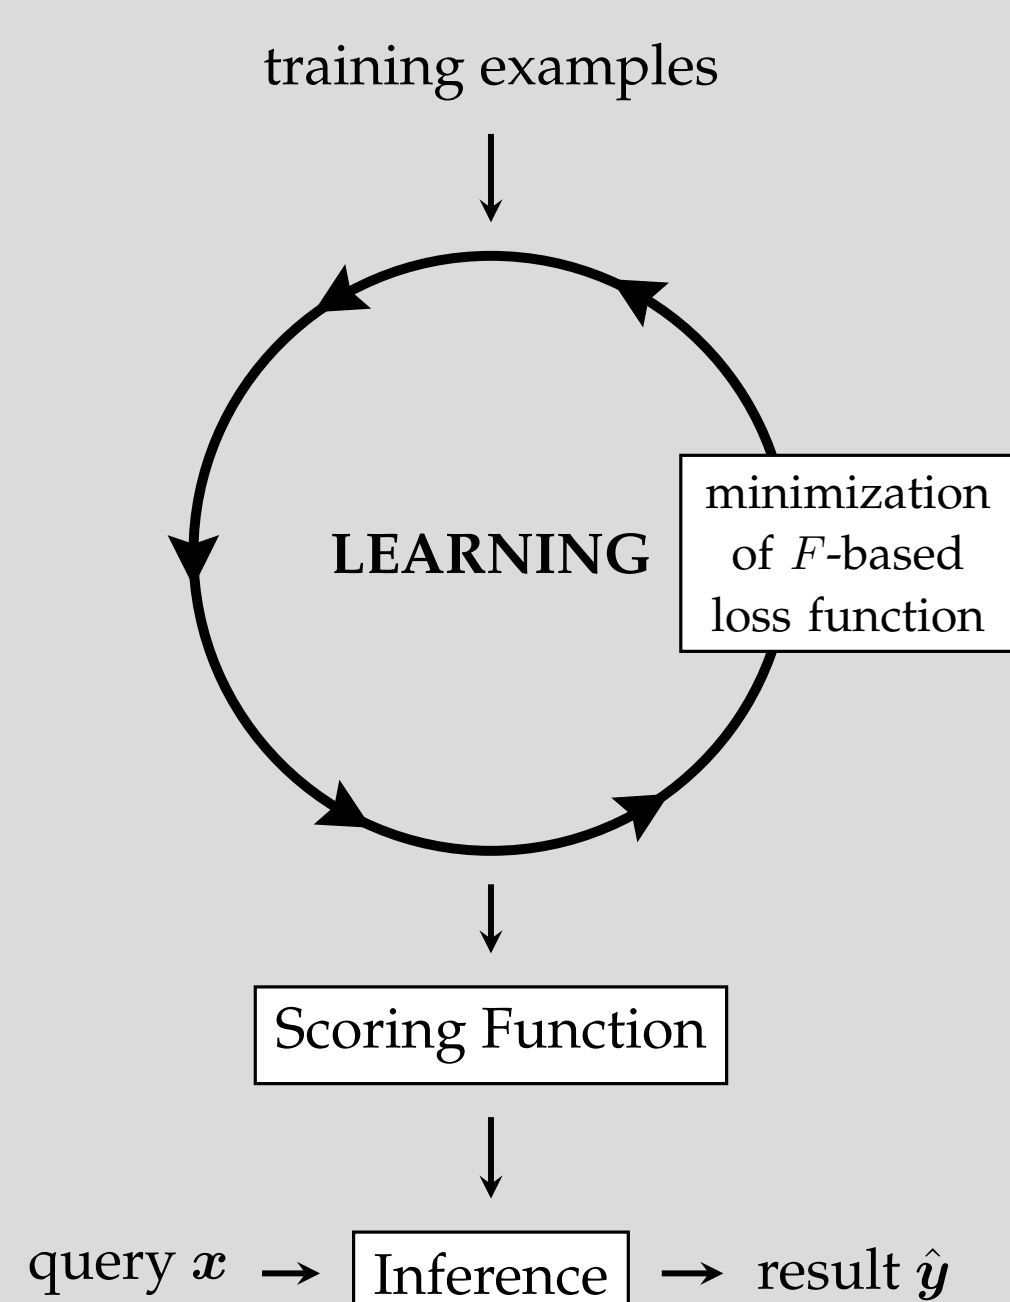 training examples
LEARNING
minimization
of F-based
loss function
Scoring Function
query x
Inference
result ŷ